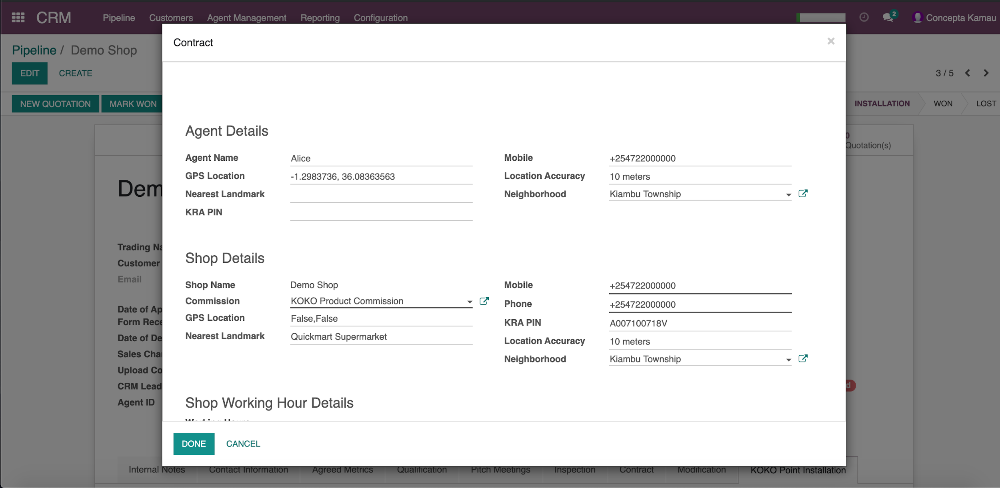 CRM Pipeline Customers Agent Management Reporting Configuration 2 Concepta Kamau
Contract ×
Pipeline / Demo Shop
EDIT CREATE 3 / 5
NEW QUOTATION MARK WON INSTALLATION WON LOST
Quotation(s)
Agent Details
Agent Name Alice Mobile +254722000000
GPS Location -1.2983736, 36.08363563 Location Accuracy 10 meters
Nearest Landmark Neighborhood Kiambu Township
KRA PIN
Dem
Trading Na
Customer
Email
Date of Ap
Form Rece
Date of De
Sales Cha
Upload Co
CRM Lead
Agent ID
Shop Details
Shop Name Demo Shop Mobile +254722000000
Commission KOKO Product Commission Phone +254722000000
GPS Location False,False KRA PIN A007100718V
Nearest Landmark Quickmart Supermarket Location Accuracy 10 meters
Neighborhood Kiambu Township
d
Shop Working Hour Details
Working Hours
DONE CANCEL
Internal Notes Contact Information Agreed Metrics Qualification Pitch Meetings Inspection Contract Modification KOKO Point Installation